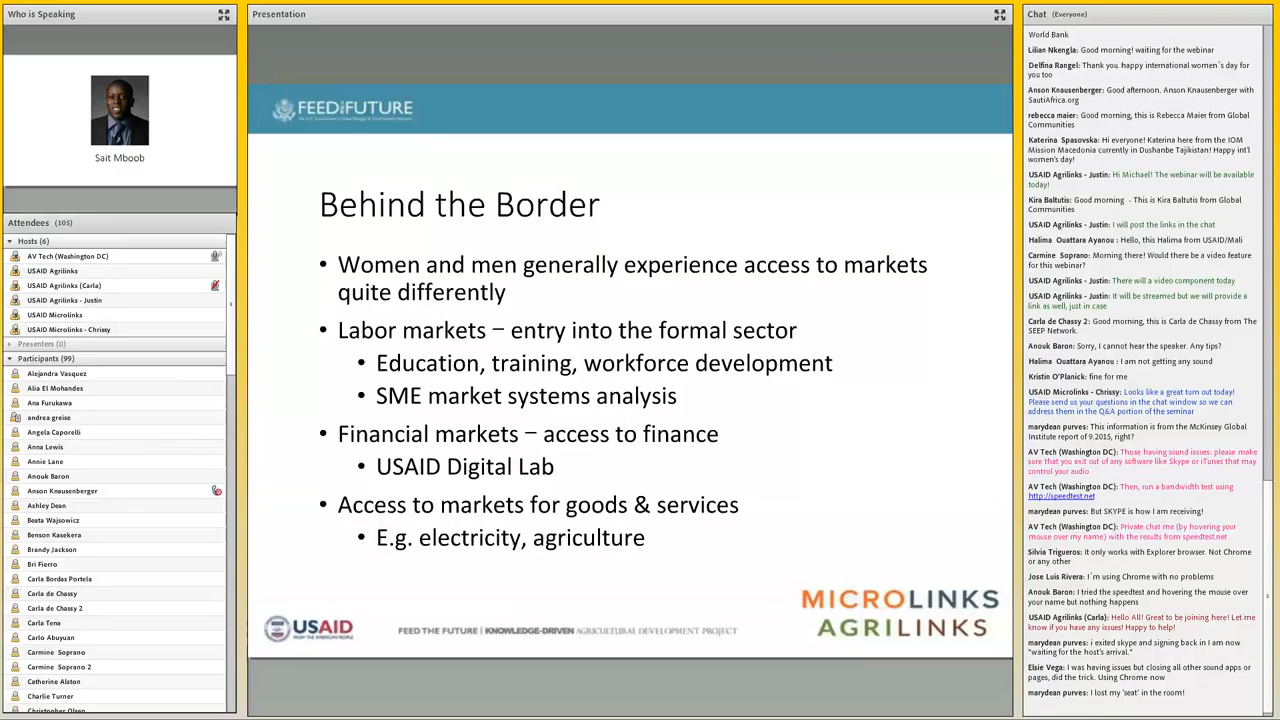 Who is Speaking
Sait Mboob
Attendees (105)
Hosts (6)
AV Tech (Washington DC)
USAID Agrilinks
USAID Agrilinks (Carla)
USAID Agrilinks - Justin
USAID Microlinks
USAID Microlinks - Chrissy
Presenters (0)
Participants (99)
Alejandra Vasquez
Alia El Mohandes
Ana Furukawa
andrea greise
Angela Caporelli
Anna Lewis
Annie Lane
Anouk Baron
Anson Knausenberger
Ashley Dean
Beata Wajsowicz
Benson Kasekera
Brandy Jackson
Bri Fierro
Carla Bordas Portela
Carla de Chassy
Carla de Chassy 2
Carla Tena
Carlo Abuyuan
Carmine Soprano
Carmine Soprano 2
Catherine Alston
Charlie Turner
Christopher Olsen
Presentation
FEED THE FUTURE
Behind the Border
• Women and men generally experience access to markets
quite differently
• Labor markets – entry into the formal sector
• Education, training, workforce development
• SME market systems analysis
• Financial markets – access to finance
• USAID Digital Lab
• Access to markets for goods & services
• E.g. electricity, agriculture
USAID
FROM THE AMERICAN PEOPLE
FEED THE FUTURE | KNOWLEDGE-DRIVEN AGRICULTURAL DEVELOPMENT PROJECT
MICROLINKS
AGRILINKS
Chat (Everyone)
World Bank
Lilian Nkengla: Good morning! waiting for the webinar
Delfina Rangel: Thank you. happy international women´s day for
you too
Anson Knausenberger: Good afternoon. Anson Knausenberger with
SautiAfrica.org
rebecca maier: Good morning, this is Rebecca Maier from Global
Communities
Katerina Spasovska: Hi everyone! Katerina here from the IOM
Mission Macedonia currently in Dushanbe Tajikistan! Happy int'l
women's day!
USAID Agrilinks - Justin: Hi Michael! The webinar will be available
today!
Kira Baltutis: Good morning - This is Kira Baltutis from Global
Communities
USAID Agrilinks - Justin: I will post the links in the chat
Halima Ouattara Ayanou : Hello, this Halima from USAID/Mali
Carmine Soprano: Morning there! Would there be a video feature
for this webinar?
USAID Agrilinks - Justin: There will a video component today
USAID Agrilinks - Justin: It will be streamed but we will provide a
link as well, just in case
Carla de Chassy 2: Good morning, this is Carla de Chassy from The
SEEP Network.
Anouk Baron: Sorry, I cannot hear the speaker. Any tips?
Halima Ouattara Ayanou : I am not getting any sound
Kristin O'Planick: fine for me
USAID Microlinks - Chrissy: Looks like a great turn out today!
Please send us your questions in the chat window so we can
address them in the Q&A portion of the seminar
marydean purves: This information is from the McKinsey Global
Institute report of 9.2015, right?
AV Tech (Washington DC): Those having sound issues: please make
sure that you exit out of any software like Skype or iTunes that may
control your audio
AV Tech (Washington DC): Then, run a bandwidth test using
http://speedtest.net
marydean purves: But SKYPE is how I am receiving!
AV Tech (Washington DC): Private chat me (by hovering your
mouse over my name) with the results from speedtest.net
Silvia Trigueros: It only works with Explorer browser. Not Chrome
or any other
Jose Luis Rivera: I´m using Chrome with no problems
Anouk Baron: I tried the speedtest and hovering the mouse over
your name but nothing happens
USAID Agrilinks (Carla): Hello All! Great to be joining here! Let me
know if you have any issues! Happy to help!
marydean purves: i exited skype and signing back in I am now
"waiting for the host's arrival."
Elsie Vega: I was having issues but closing all other sound apps or
pages, did the trick. Using Chrome now
marydean purves: I lost my 'seat' in the room!